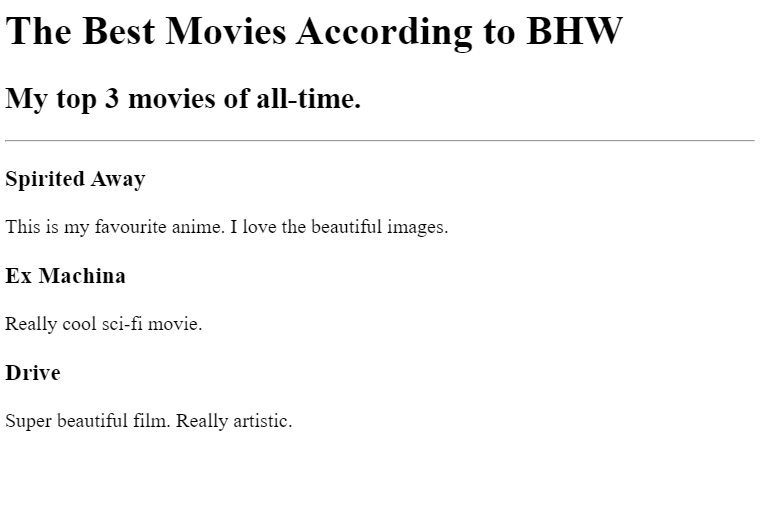 The Best Movies According to BHW
My top 3 movies of all-time.
Spirited Away
This is my favourite anime. I love the beautiful images.
Ex Machina
Really cool sci-fi movie.
Drive
Super beautiful film. Really artistic.